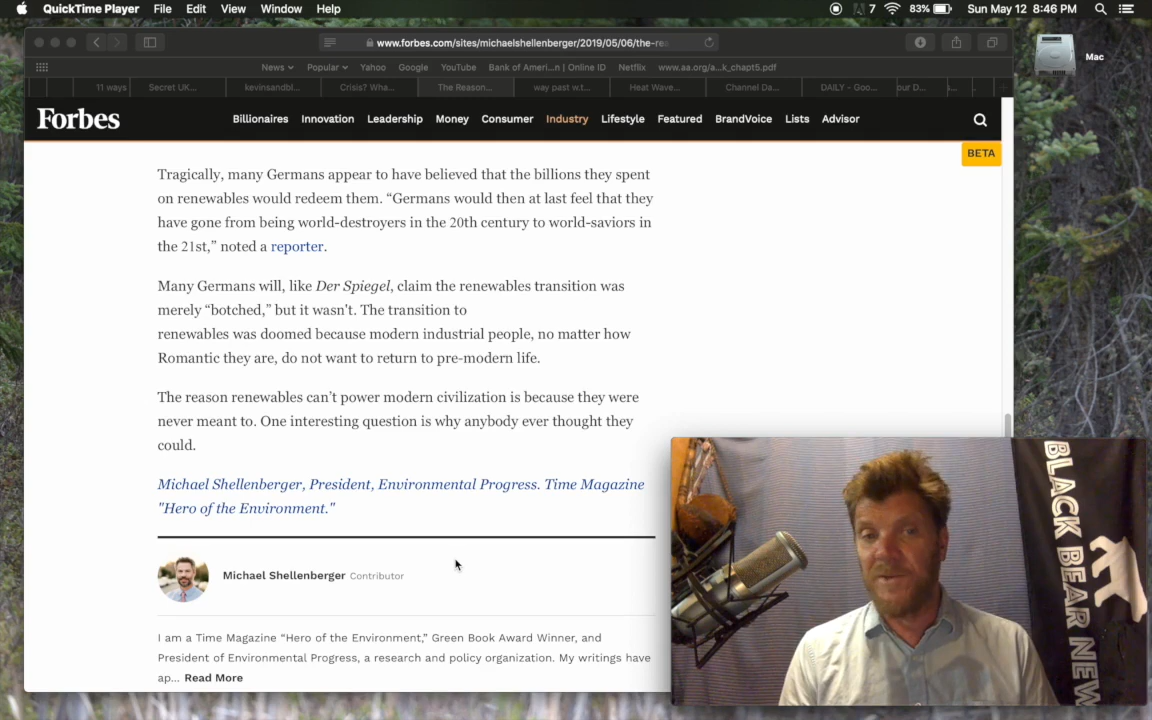 QuickTime Player File Edit View Window Help 7 83% Sun May 12 8:46 PM
www.forbes.com/sites/michaelshellenberger/2019/05/06/the-rea
Mac
News Popular Yahoo Google YouTube Bank of Ameri...n | Online ID Netflix www.aa.org/a...k_chapt5.pdf
11 ways Secret UK... kevinsandbl... Crisis? Wha... The Reason... way past w.t... Heat Wave... Channel Da... DAILY - Goo... our D... s...
Forbes Billionaires Innovation Leadership Money Consumer Industry Lifestyle Featured BrandVoice Lists Advisor
BETA
Tragically, many Germans appear to have believed that the billions they spent
on renewables would redeem them. “Germans would then at last feel that they
have gone from being world-destroyers in the 20th century to world-saviors in
the 21st,” noted a reporter.
Many Germans will, like Der Spiegel, claim the renewables transition was
merely “botched,” but it wasn't. The transition to
renewables was doomed because modern industrial people, no matter how
Romantic they are, do not want to return to pre-modern life.
The reason renewables can’t power modern civilization is because they were
never meant to. One interesting question is why anybody ever thought they
could.
Michael Shellenberger, President, Environmental Progress. Time Magazine
"Hero of the Environment."
Michael Shellenberger Contributor
I am a Time Magazine “Hero of the Environment,” Green Book Award Winner, and
President of Environmental Progress, a research and policy organization. My writings have
ap... Read More
BLACK BEAR NEW